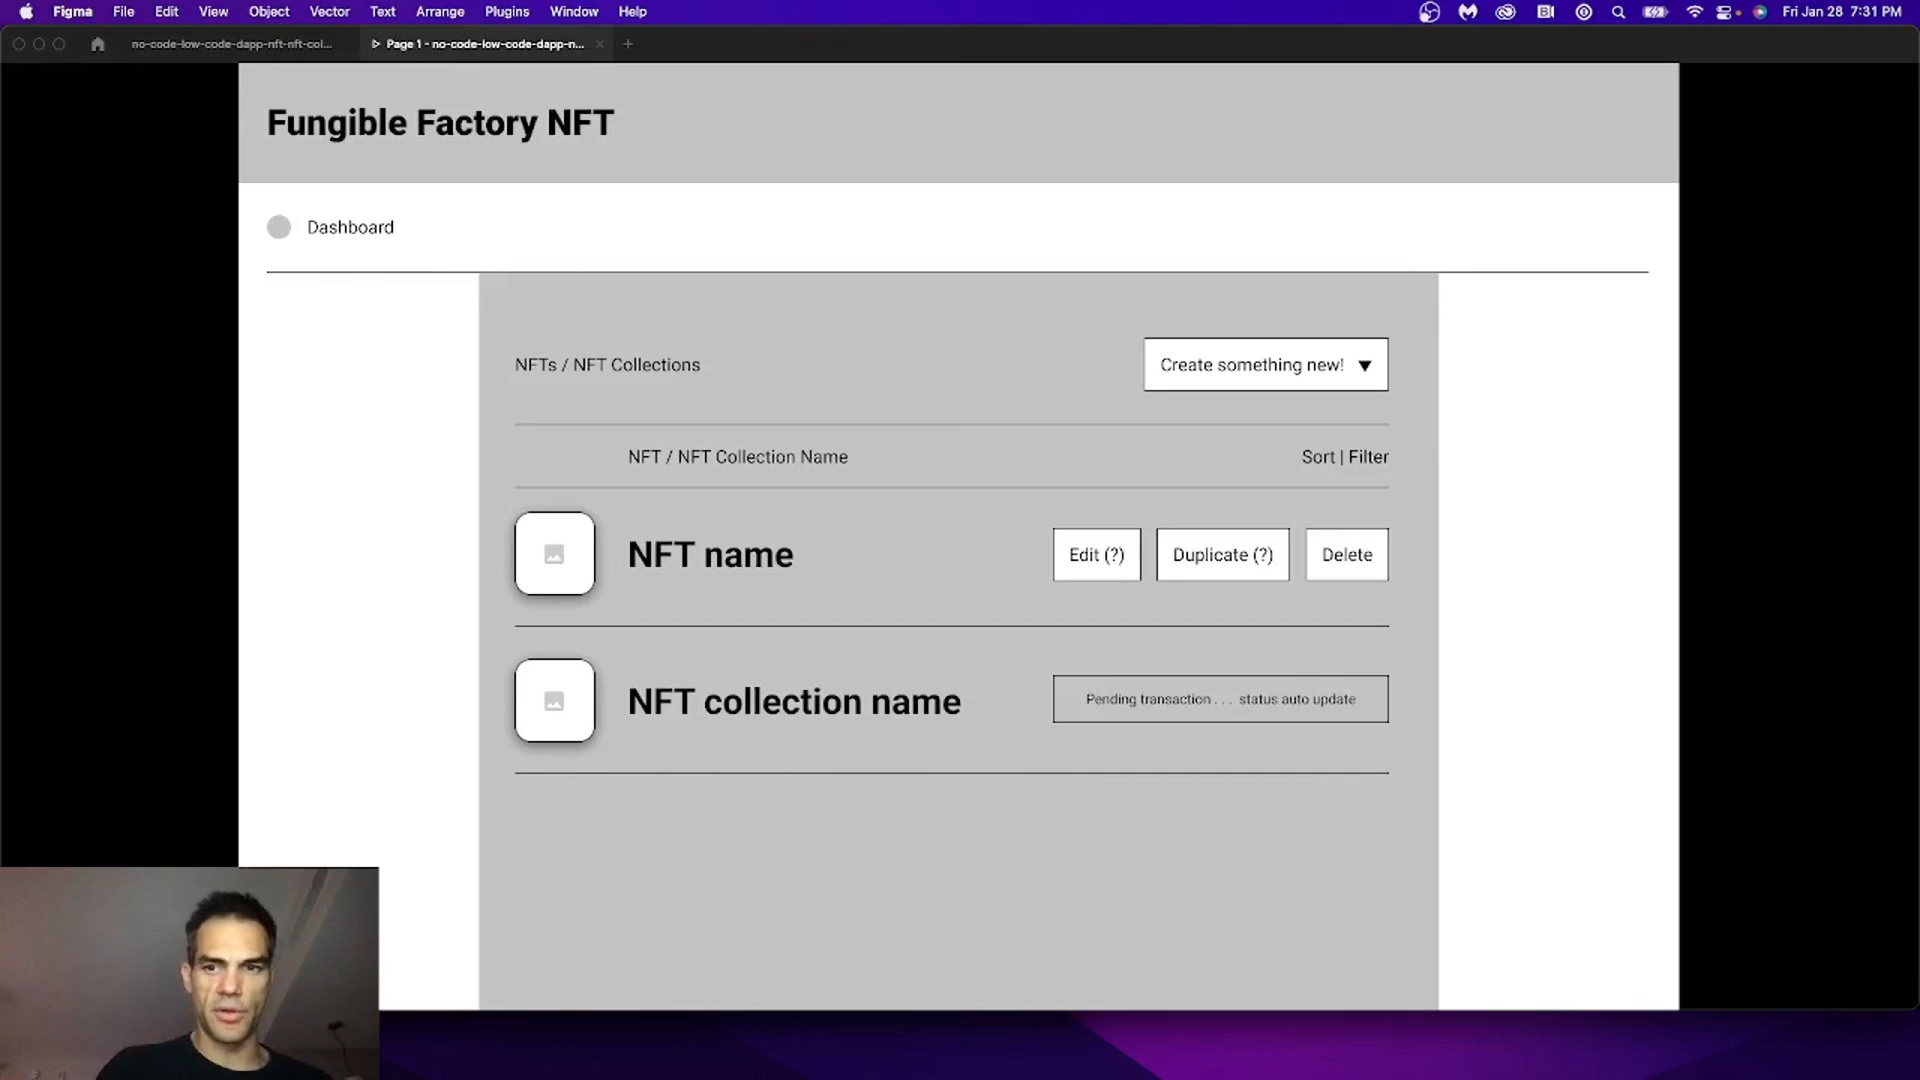 Figma File Edit View Object Vector Text Arrange Plugins Window Help Fri Jan 28 7:31 PM
no-code-low-code-dapp-nft-nft-col... Page 1 - no-code-low-code-dapp-n...
Fungible Factory NFT
Dashboard
NFTs / NFT Collections Create something new! ▼
NFT / NFT Collection Name Sort | Filter
NFT name Edit (?) Duplicate (?) Delete
NFT collection name Pending transaction . . . status auto update